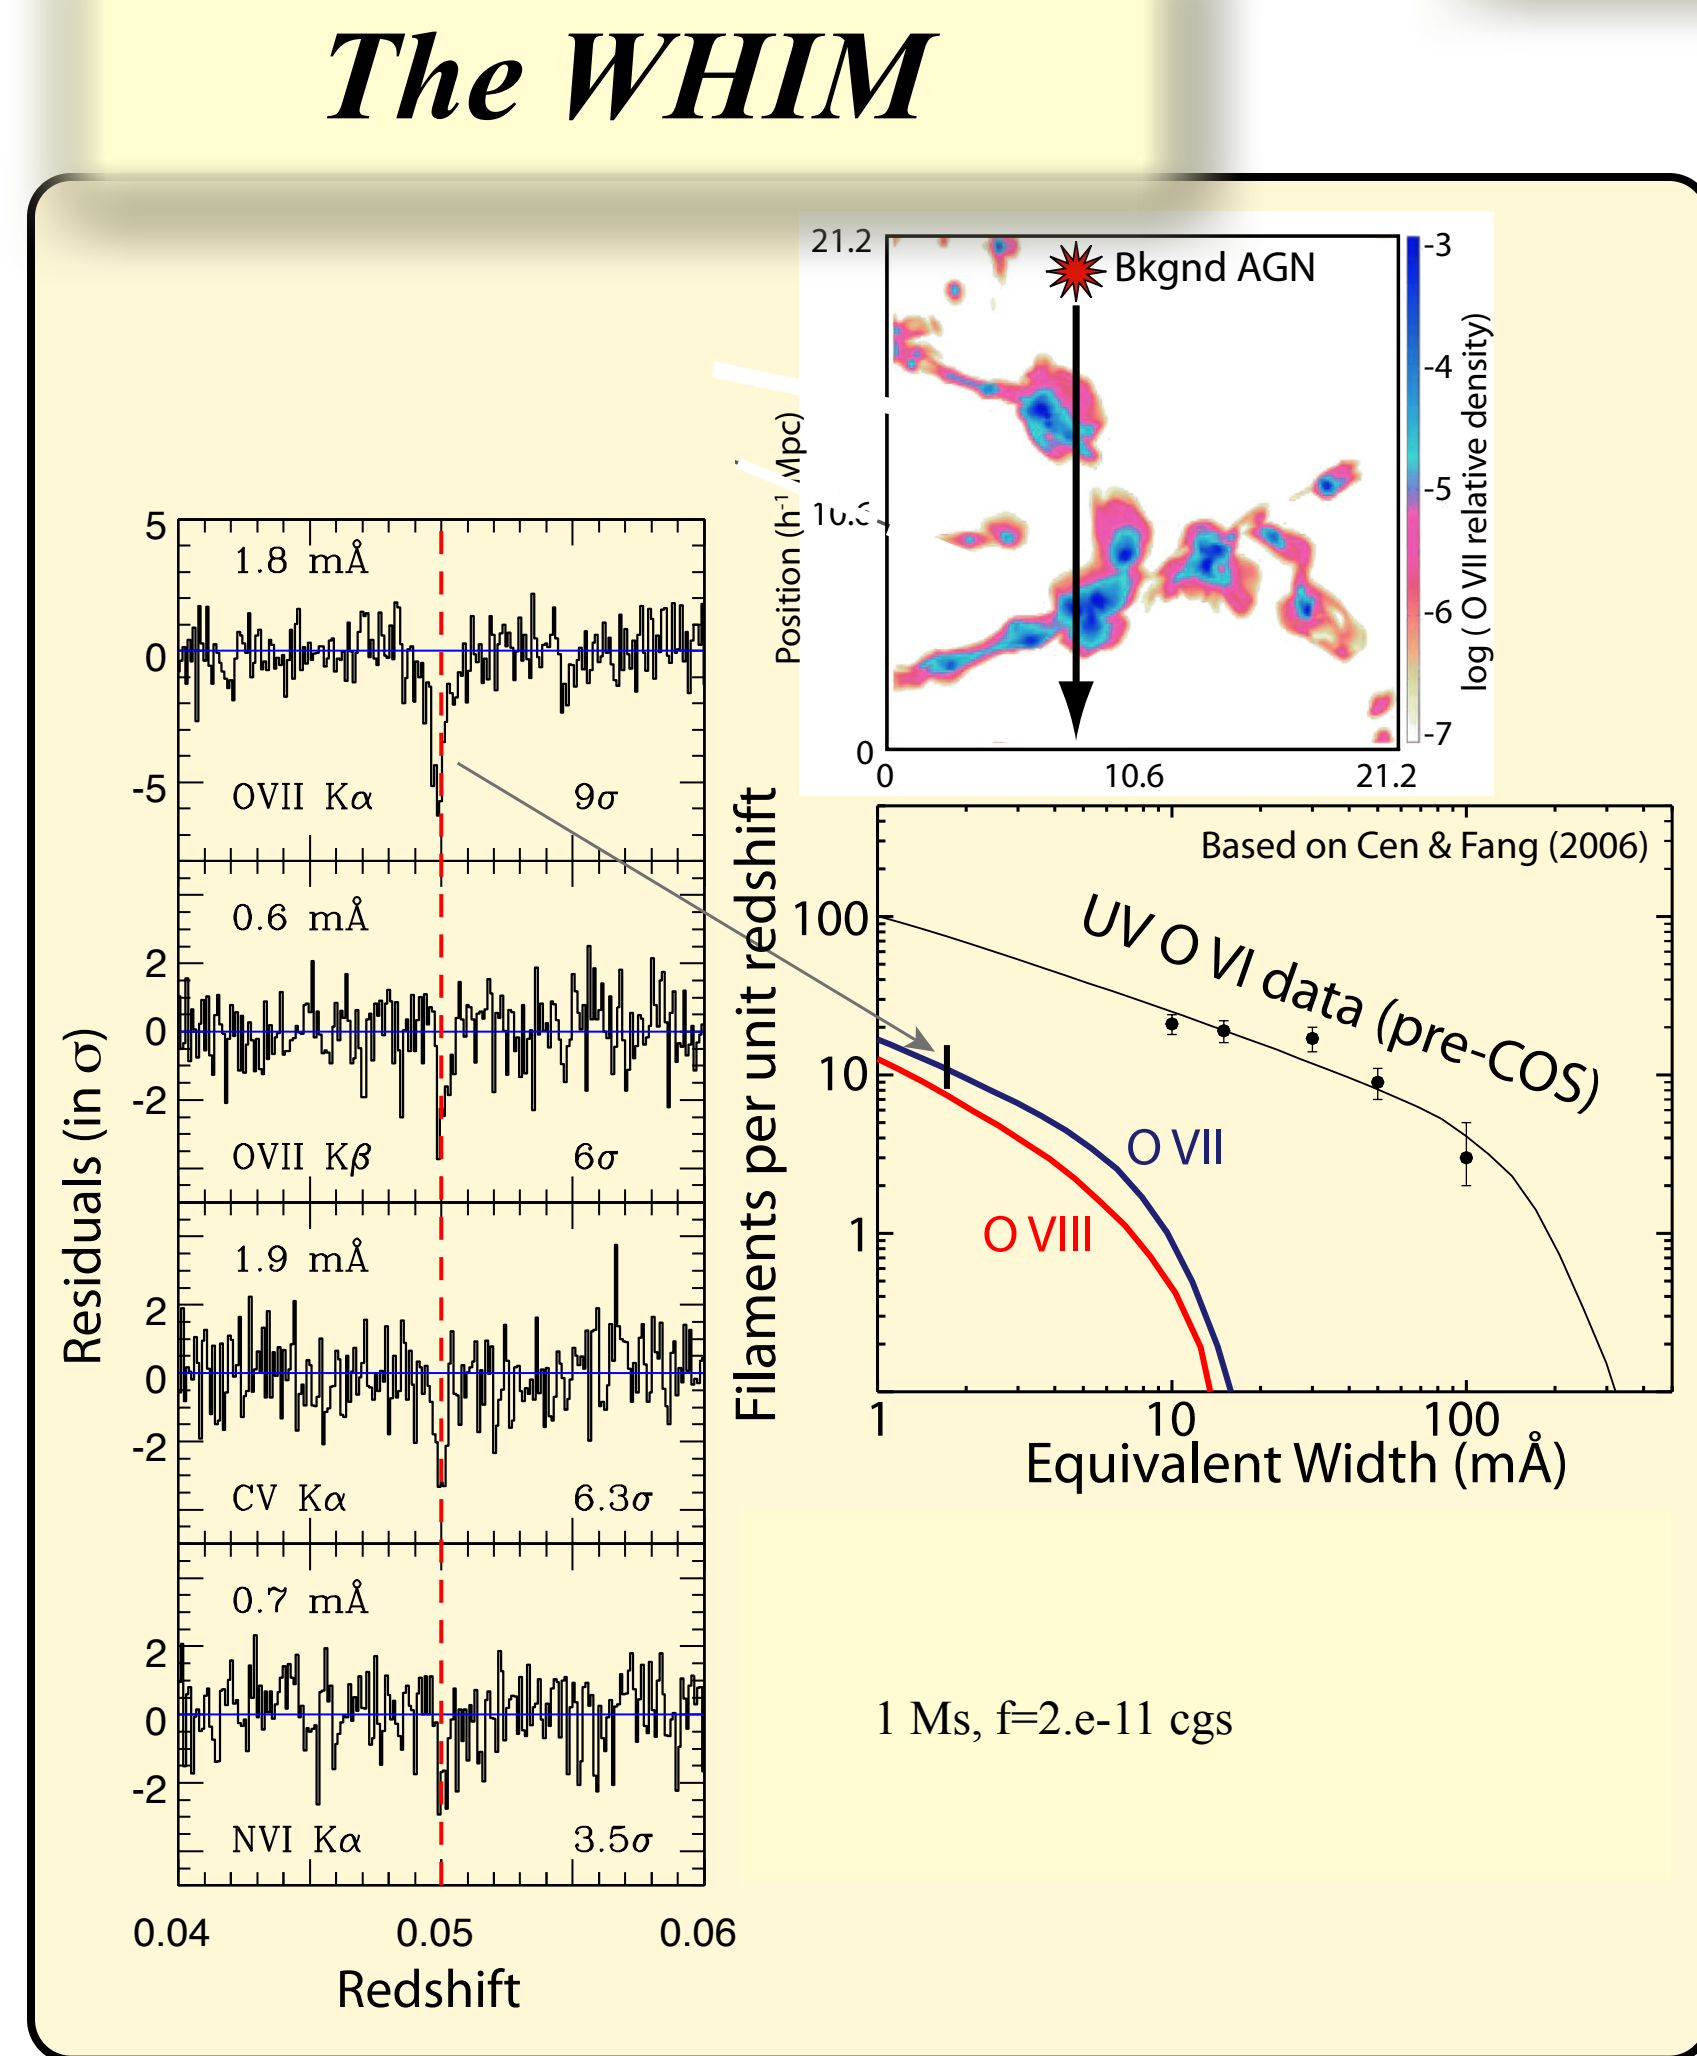 The WHIM
5
0
-5
1.8 mÅ
OVII Kα
9σ
2
0
-2
0.6 mÅ
OVII Kβ
6σ
2
0
-2
1.9 mÅ
CV Kα
6.3σ
2
0
-2
0.7 mÅ
NVI Kα
3.5σ
Residuals (in σ)
0.04
0.05
0.06
Redshift
21.2
0
Position (h⁻¹ Mpc)
Bkgnd AGN
0
10.6
21.2
-3
-4
-5
-6
-7
log ( O VII relative density)
Based on Cen & Fang (2006)
UV O VI data (pre-COS)
O VII
O VIII
100
10
1
Filaments per unit redshift
1
10
100
Equivalent Width (mÅ)
1 Ms, f=2.e-11 cgs